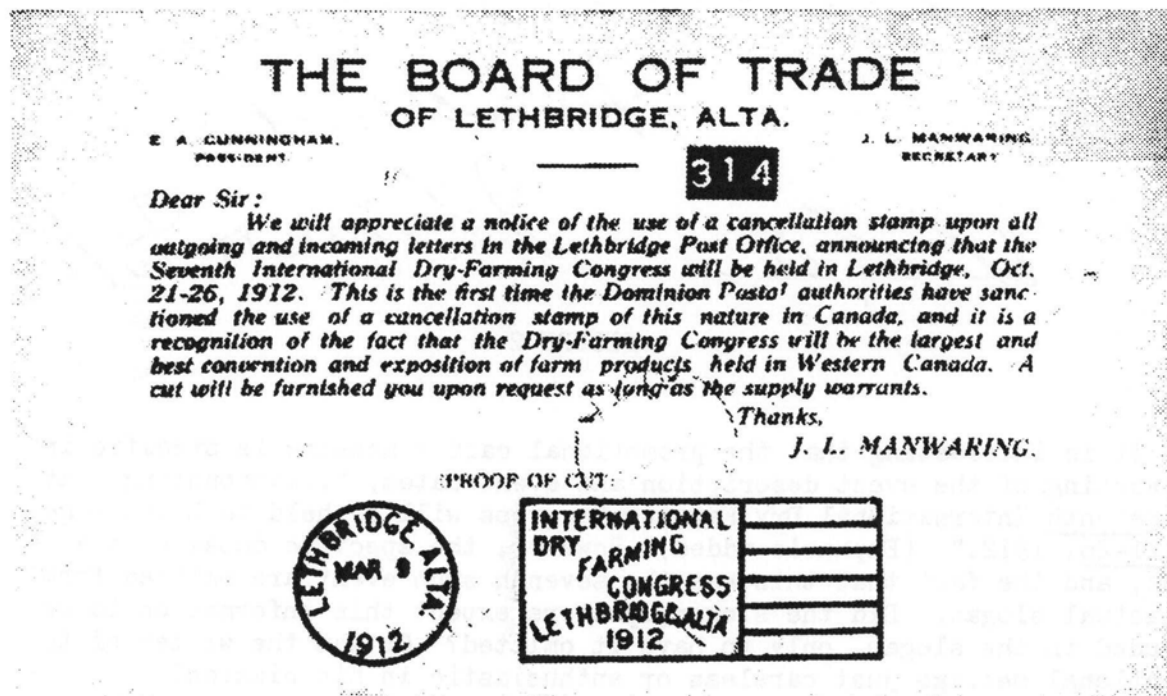 THE BOARD OF TRADE
OF LETHBRIDGE, ALTA.
E. A. CUNNINGHAM,
PRESIDENT
J. L. MANWARING
SECRETARY
314
Dear Sir:
We will appreciate a notice of the use of a cancellation stamp upon all
outgoing and incoming letters in the Lethbridge Post Office, announcing that the
Seventh International Dry-Farming Congress will be held in Lethbridge, Oct.
21-26, 1912. This is the first time the Dominion Postal authorities have sanc-
tioned the use of a cancellation stamp of this nature in Canada, and it is a
recognition of the fact that the Dry-Farming Congress will be the largest and
best convention and exposition of farm products held in Western Canada. A
cut will be furnished you upon request as long as the supply warrants.
Thanks,
J. L. MANWARING.
PROOF OF CUT
LETHBRIDGE, ALTA.
MAR 9
1912
INTERNATIONAL
DRY
FARMING
CONGRESS
LETHBRIDGE, ALTA
1912